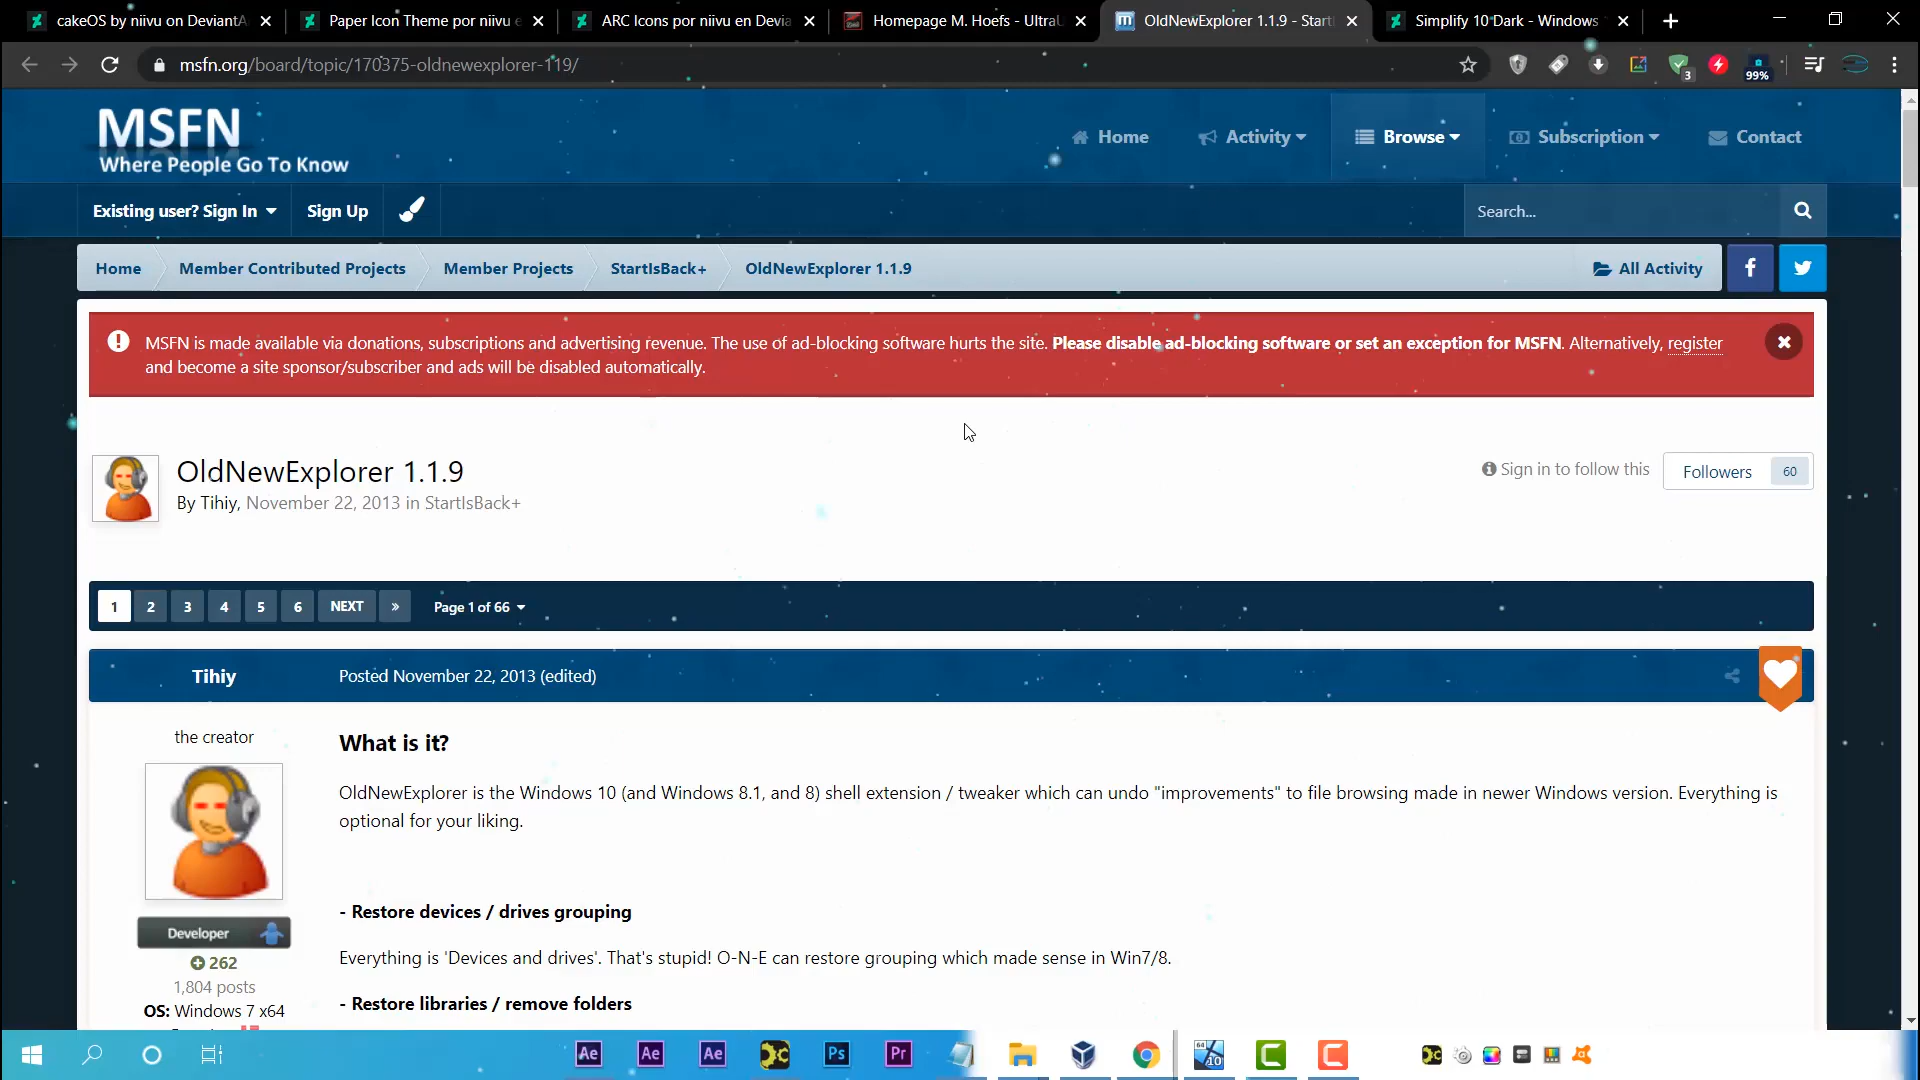 cakeOS by niivu on DeviantA
Paper Icon Theme por niivu e
ARC Icons por niivu en Devia
Homepage M. Hoefs - UltraU
OldNewExplorer 1.1.9 - StartI
Simplify 10 Dark - Windows
msfn.org/board/topic/170375-oldnewexplorer-119/
3
99%
MSFN
Where People Go To Know
Home
Activity
Browse
Subscription
Contact
Existing user? Sign In
Sign Up
Search...
Home
Member Contributed Projects
Member Projects
StartIsBack+
OldNewExplorer 1.1.9
All Activity
MSFN is made available via donations, subscriptions and advertising revenue. The use of ad-blocking software hurts the site. Please disable ad-blocking software or set an exception for MSFN. Alternatively, register
and become a site sponsor/subscriber and ads will be disabled automatically.
OldNewExplorer 1.1.9
By Tihiy, November 22, 2013 in StartIsBack+
Sign in to follow this
Followers 60
1 2 3 4 5 6 NEXT » Page 1 of 66
Tihiy
Posted November 22, 2013 (edited)
the creator
Developer
262
1,804 posts
OS: Windows 7 x64
What is it?
OldNewExplorer is the Windows 10 (and Windows 8.1, and 8) shell extension / tweaker which can undo "improvements" to file browsing made in newer Windows version. Everything is
optional for your liking.
- Restore devices / drives grouping
Everything is 'Devices and drives'. That's stupid! O-N-E can restore grouping which made sense in Win7/8.
- Restore libraries / remove folders
Ae
Ae
Ae
Ps
Pr
64
10